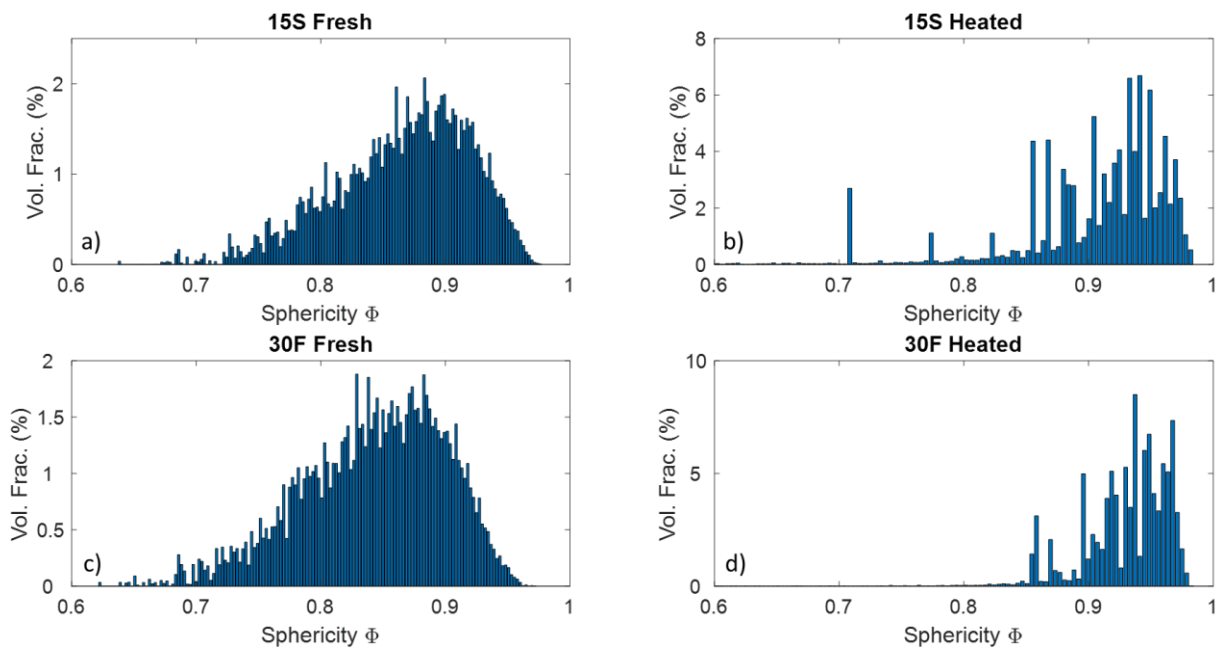 15S Fresh
Vol. Frac. (%)
2
1
0
a)
0.6 0.7 0.8 0.9 1
Sphericity Φ
15S Heated
Vol. Frac. (%)
8
6
4
2
0
b)
0.6 0.7 0.8 0.9 1
Sphericity Φ
30F Fresh
Vol. Frac. (%)
2
1.5
1
0.5
0
c)
0.6 0.7 0.8 0.9 1
Sphericity Φ
30F Heated
Vol. Frac. (%)
10
5
0
d)
0.6 0.7 0.8 0.9 1
Sphericity Φ